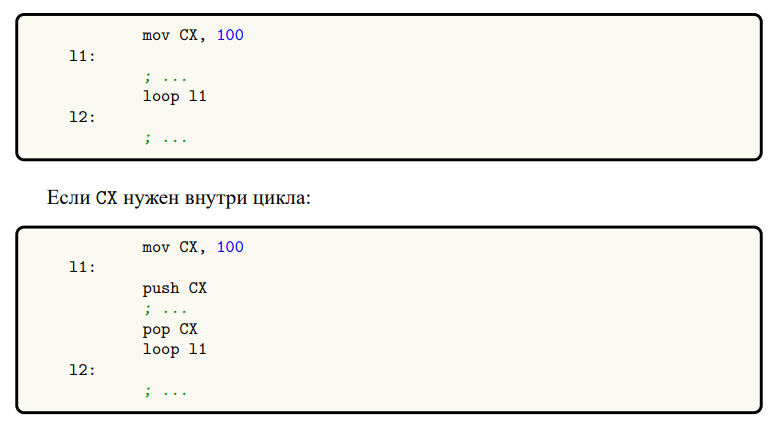 mov CX, 100
l1:
; ...
loop l1
l2:
; ...
Если CX нужен внутри цикла:
mov CX, 100
l1:
push CX
; ...
pop CX
loop l1
l2:
; ...